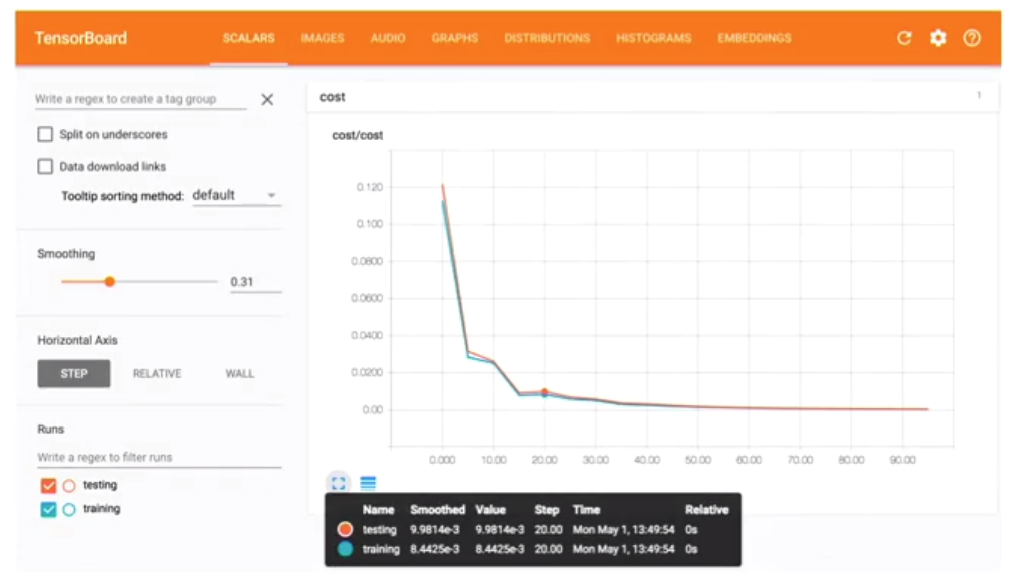 TensorBoard SCALARS IMAGES AUDIO GRAPHS DISTRIBUTIONS HISTOGRAMS EMBEDDINGS
Write a regex to create a tag group
Split on underscores
Data download links
Tooltip sorting method: default
Smoothing
0.31
Horizontal Axis
STEP RELATIVE WALL
Runs
Write a regex to filter runs
testing
training
cost 1
cost/cost
0.120
0.100
0.0800
0.0600
0.0400
0.0200
0.00
0.000 10.00 20.00 30.00 40.00 50.00 60.00 70.00 80.00 90.00
Name Smoothed Value Step Time Relative
testing 9.9814e-3 9.9814e-3 20.00 Mon May 1, 13:49:54 0s
training 8.4425e-3 8.4425e-3 20.00 Mon May 1, 13:49:54 0s